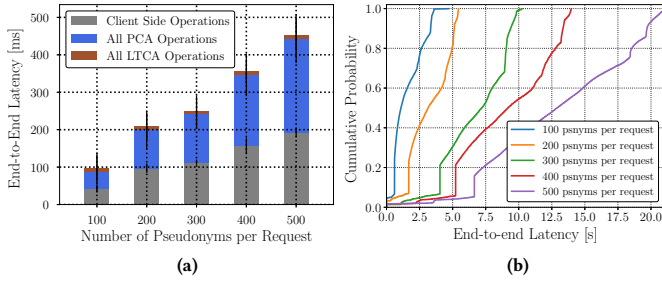 End-to-End Latency [ms]
500
400
300
200
100
0
Client Side Operations
All PCA Operations
All LTCA Operations
100 200 300 400 500
Number of Pseudonyms per Request
(a)
Cumulative Probability
1.0
0.8
0.6
0.4
0.2
0.0
100 psnyms per request
200 psnyms per request
300 psnyms per request
400 psnyms per request
500 psnyms per request
0.0 2.5 5.0 7.5 10.0 12.5 15.0 17.5 20.0
End-to-end Latency [s]
(b)